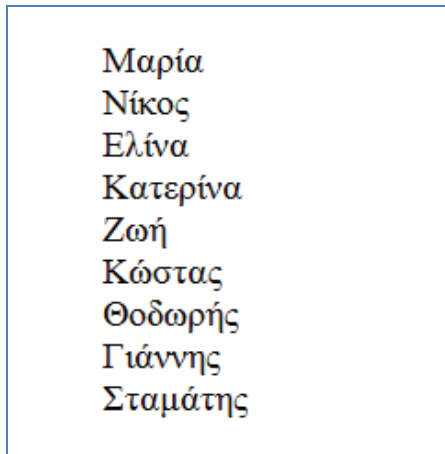 Μαρία
Νίκος
Ελίνα
Κατερίνα
Ζωή
Κώστας
Θοδωρής
Γιάννης
Σταμάτης